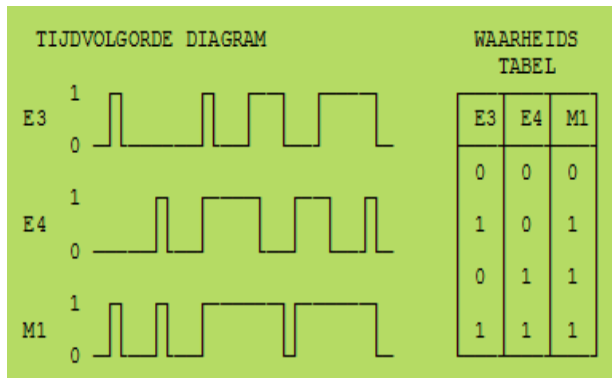 TIJDVOLGORDE DIAGRAM
1
E3
0
1
E4
0
1
M1
0
WAARHEIDS
TABEL
E3 E4 M1
0 0 0
1 0 1
0 1 1
1 1 1